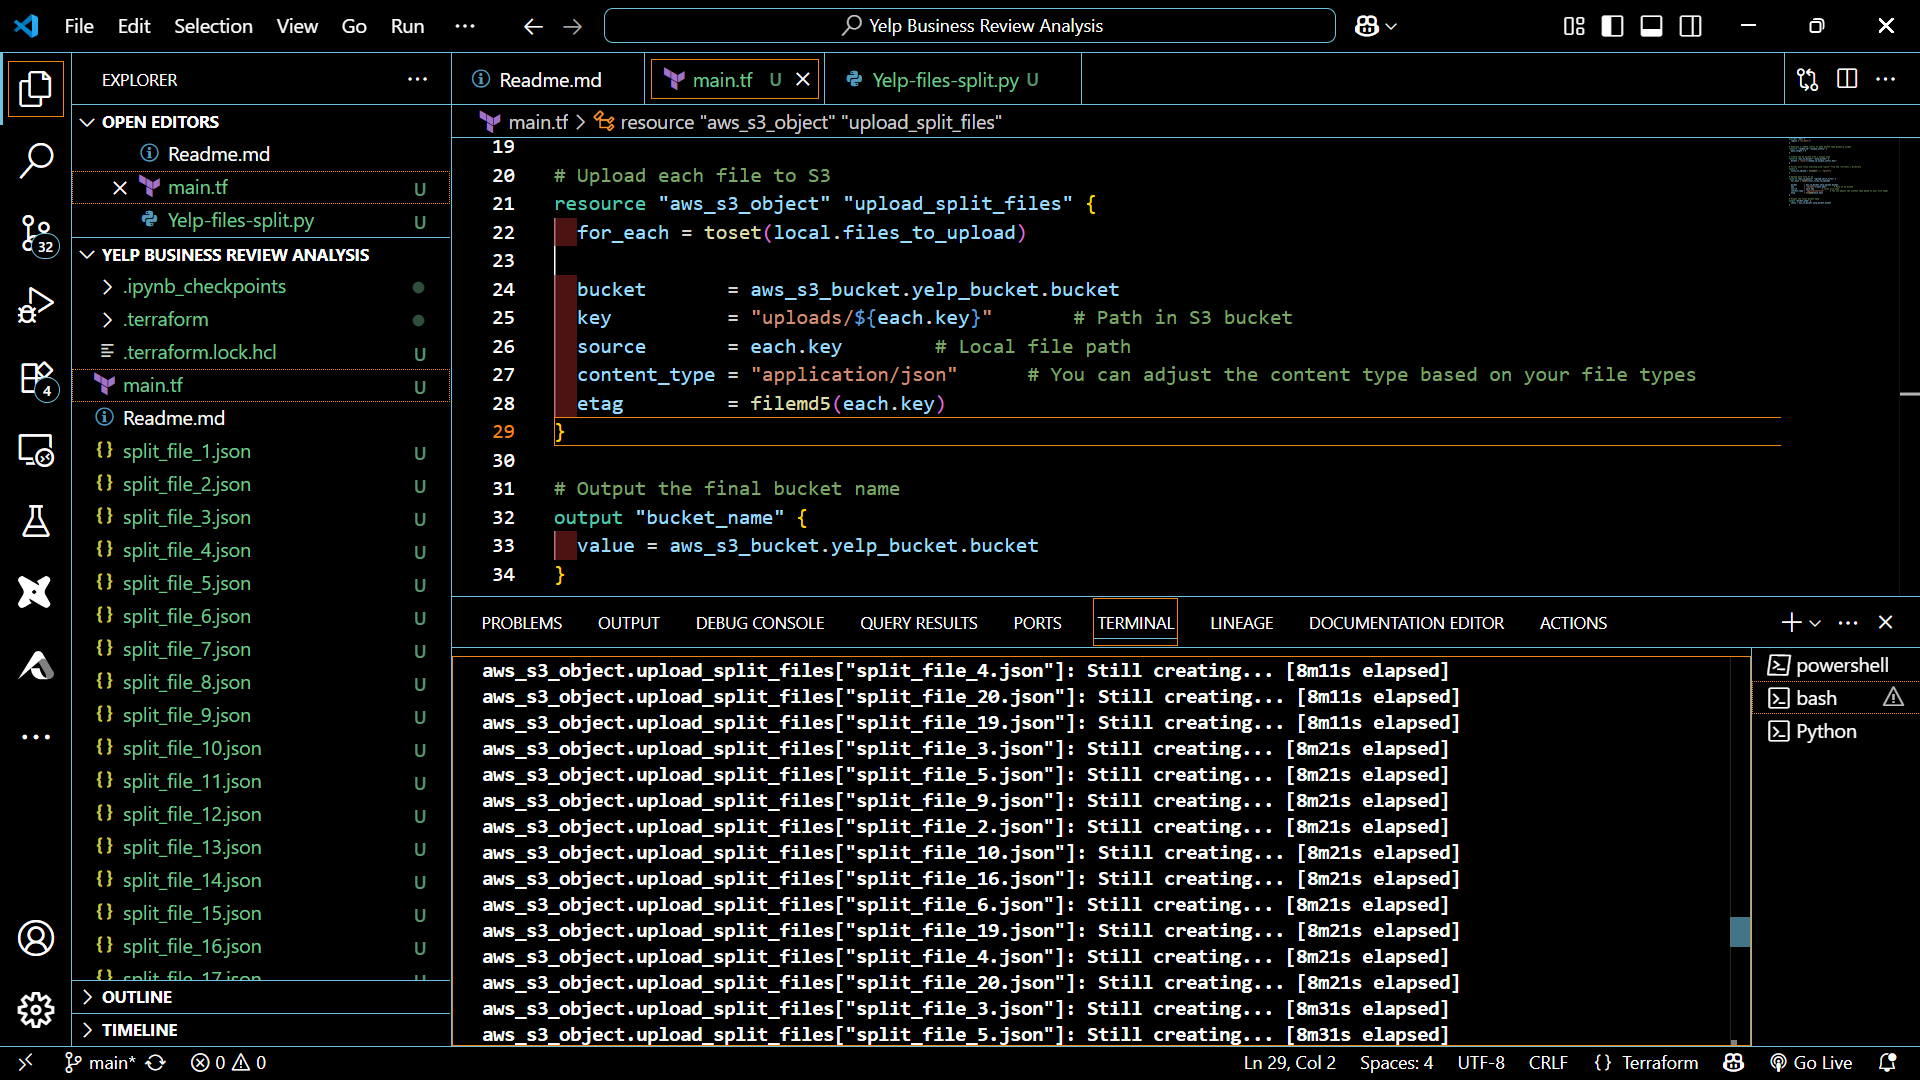 File Edit Selection View Go Run ··· Yelp Business Review Analysis
EXPLORER
OPEN EDITORS
Readme.md
main.tf U
Yelp-files-split.py U
YELP BUSINESS REVIEW ANALYSIS
.ipynb_checkpoints
.terraform
.terraform.lock.hcl U
main.tf U
Readme.md
split_file_1.json U
split_file_2.json U
split_file_3.json U
split_file_4.json U
split_file_5.json U
split_file_6.json U
split_file_7.json U
split_file_8.json U
split_file_9.json U
split_file_10.json U
split_file_11.json U
split_file_12.json U
split_file_13.json U
split_file_14.json U
split_file_15.json U
split_file_16.json U
split_file_17.json U
OUTLINE
TIMELINE
32
4
Readme.md main.tf U Yelp-files-split.py U
main.tf > resource "aws_s3_object" "upload_split_files"
19
20 # Upload each file to S3
21 resource "aws_s3_object" "upload_split_files" {
22 for_each = toset(local.files_to_upload)
23
24 bucket = aws_s3_bucket.yelp_bucket.bucket
25 key = "uploads/${each.key}" # Path in S3 bucket
26 source = each.key # Local file path
27 content_type = "application/json" # You can adjust the content type based on your file types
28 etag = filemd5(each.key)
29 }
30
31 # Output the final bucket name
32 output "bucket_name" {
33 value = aws_s3_bucket.yelp_bucket.bucket
34 }
PROBLEMS OUTPUT DEBUG CONSOLE QUERY RESULTS PORTS TERMINAL LINEAGE DOCUMENTATION EDITOR ACTIONS
aws_s3_object.upload_split_files["split_file_4.json"]: Still creating... [8m11s elapsed]
aws_s3_object.upload_split_files["split_file_20.json"]: Still creating... [8m11s elapsed]
aws_s3_object.upload_split_files["split_file_19.json"]: Still creating... [8m11s elapsed]
aws_s3_object.upload_split_files["split_file_3.json"]: Still creating... [8m21s elapsed]
aws_s3_object.upload_split_files["split_file_5.json"]: Still creating... [8m21s elapsed]
aws_s3_object.upload_split_files["split_file_9.json"]: Still creating... [8m21s elapsed]
aws_s3_object.upload_split_files["split_file_2.json"]: Still creating... [8m21s elapsed]
aws_s3_object.upload_split_files["split_file_10.json"]: Still creating... [8m21s elapsed]
aws_s3_object.upload_split_files["split_file_16.json"]: Still creating... [8m21s elapsed]
aws_s3_object.upload_split_files["split_file_6.json"]: Still creating... [8m21s elapsed]
aws_s3_object.upload_split_files["split_file_19.json"]: Still creating... [8m21s elapsed]
aws_s3_object.upload_split_files["split_file_4.json"]: Still creating... [8m21s elapsed]
aws_s3_object.upload_split_files["split_file_20.json"]: Still creating... [8m21s elapsed]
aws_s3_object.upload_split_files["split_file_3.json"]: Still creating... [8m31s elapsed]
aws_s3_object.upload_split_files["split_file_5.json"]: Still creating... [8m31s elapsed]
powershell
bash
Python
main* 0 0 Ln 29, Col 2 Spaces: 4 UTF-8 CRLF {} Terraform Go Live